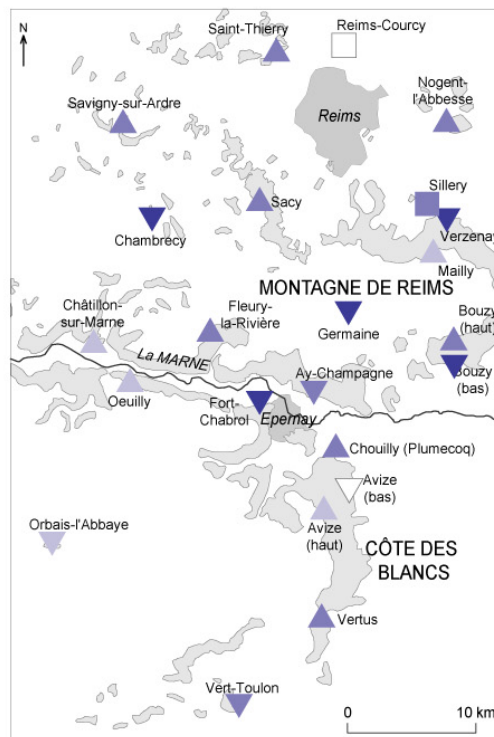 Saint-Thierry
Reims-Courcy
N
Nogent-
l'Abbesse
Savigny-sur-Ardre
Reims
Sillery
Sacy
Chambrecy
Verzenay
Mailly
MONTAGNE DE REIMS
Châtillon-
sur-Marne
Fleury-
la-Rivière
Germaine
Bouzy
(haut)
La MARNE
Ay-Champagne
Bouzy
(bas)
Oeuilly
Fort-
Chabrol
Epernay
Chouilly (Plumecoq)
Avize
(bas)
Orbais-l'Abbaye
Avize
(haut)
CÔTE DES
BLANCS
Vertus
Vert-Toulon
0
10 km